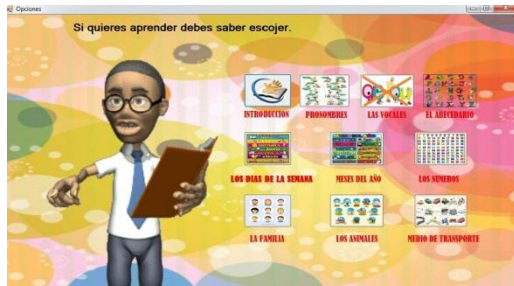 Opciones
Si quieres aprender debes saber escojer.
INTRODUCCION PRONOMBRES LAS VOCALES EL ABECEDARIO
LOS DIAS DE LA SEMANA MESES DEL AÑO LOS NUMEROS
LA FAMILIA LOS ANIMALES MEDIO DE TRANSPORTE